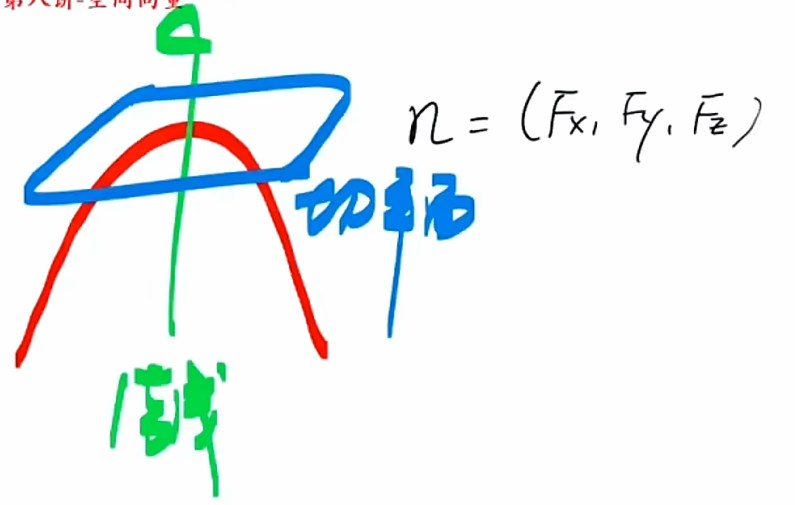 第八讲-空间向量
n = (Fx, Fy, Fz)
切平面
法线